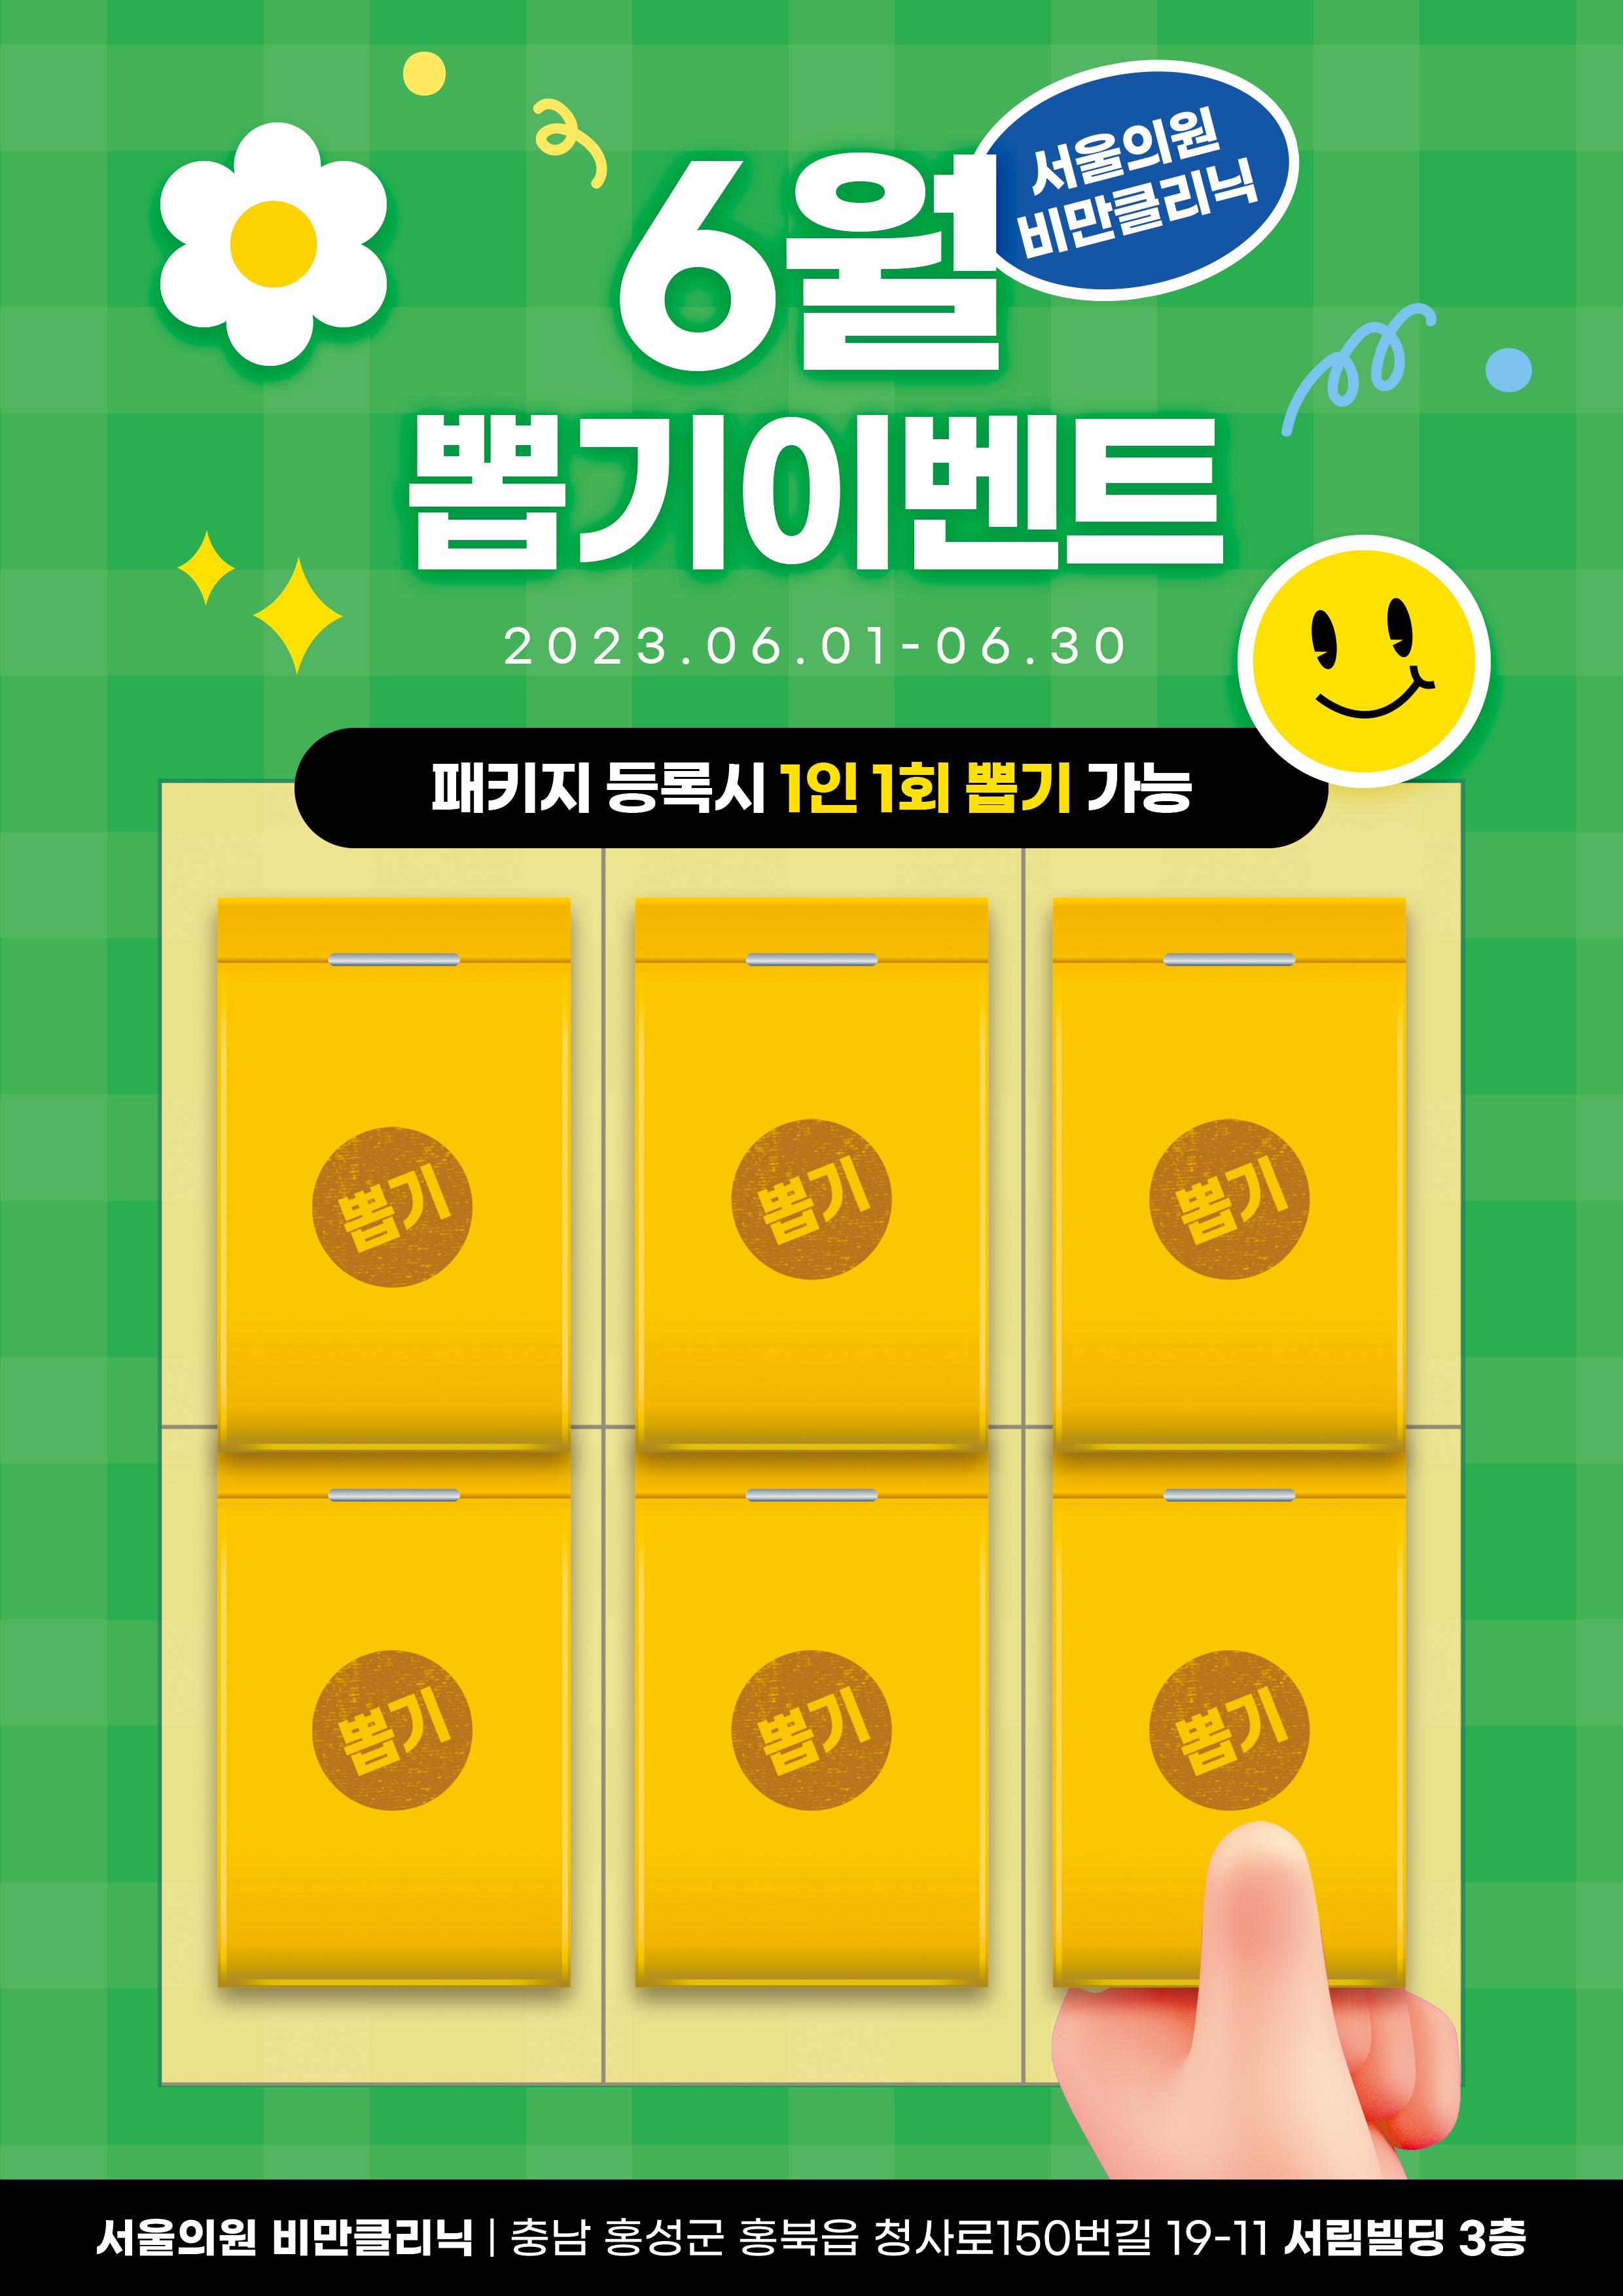 서울의원
비만클리닉
6월
뽑기이벤트
2023.06.01-06.30
패키지 등록시 1인 1회 뽑기 가능
뽑기
뽑기
뽑기
뽑기
뽑기
뽑기
서울의원 비만클리닉 | 충남 홍성군 홍북읍 청사로150번길 19-11 서림빌딩 3층